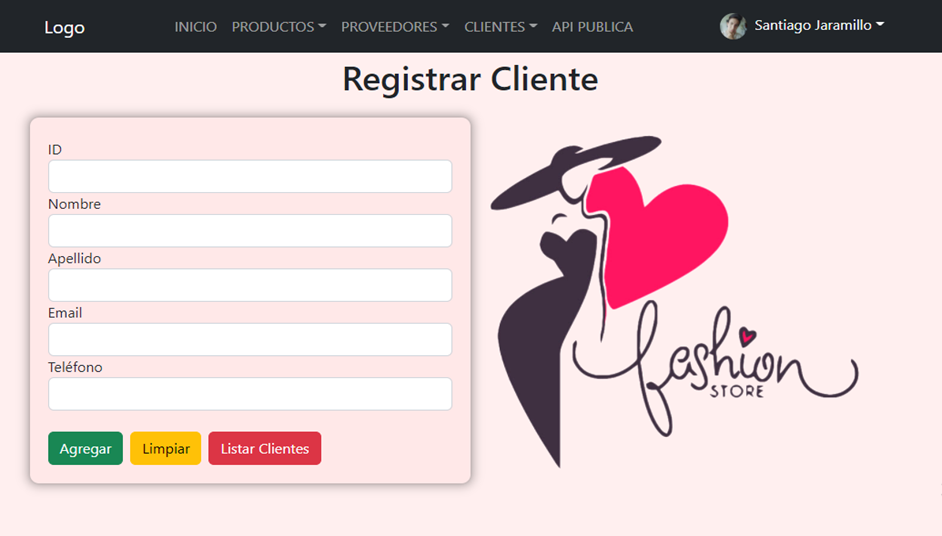 Logo INICIO PRODUCTOS PROVEEDORES CLIENTES API PUBLICA Santiago Jaramillo
Registrar Cliente
ID
Nombre
Apellido
Email
Teléfono
Agregar Limpiar Listar Clientes
fashion
STORE